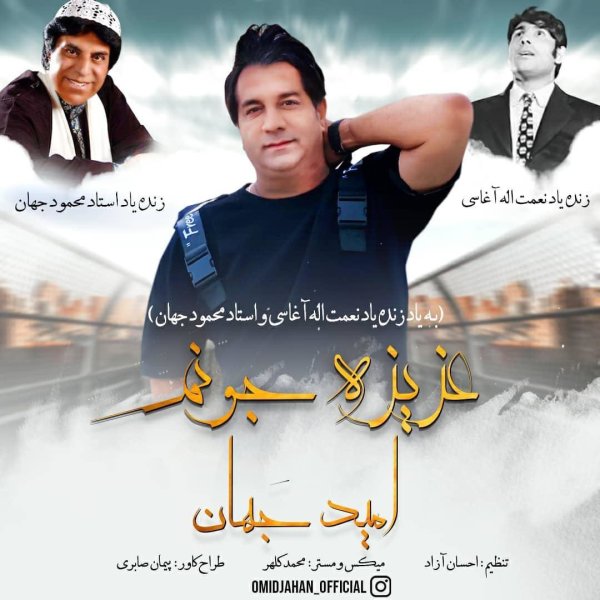 زنده یاد نعمت اله آغاسی
زنده یاد استاد محمود جهان
"Free
(به یاد زنده یاد نعمت اله آغاسی و استاد محمود جهان)
عزیزه جونم
امید جهان
تنظیم : احسان آزاد
میکس و مستر : محمد کلهر
طراح کاور : پیمان صابری
OMIDJAHAN_OFFICIAL